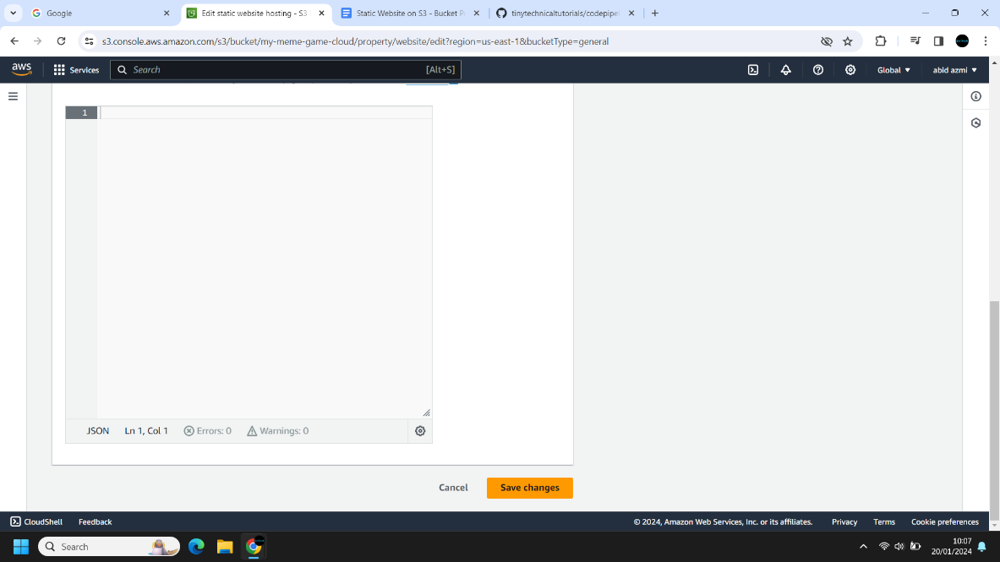 Google
Edit static website hosting - S3
Static Website on S3 - Bucket P
tinytechnicaltutorials/codepipe
s3.console.aws.amazon.com/s3/bucket/my-meme-game-cloud/property/website/edit?region=us-east-1&bucketType=general
aws
Services
Search
[Alt+S]
Global
abid azmi
1
JSON
Ln 1, Col 1
Errors: 0
Warnings: 0
Cancel
Save changes
CloudShell
Feedback
© 2024, Amazon Web Services, Inc. or its affiliates.
Privacy
Terms
Cookie preferences
Search
10:07
20/01/2024